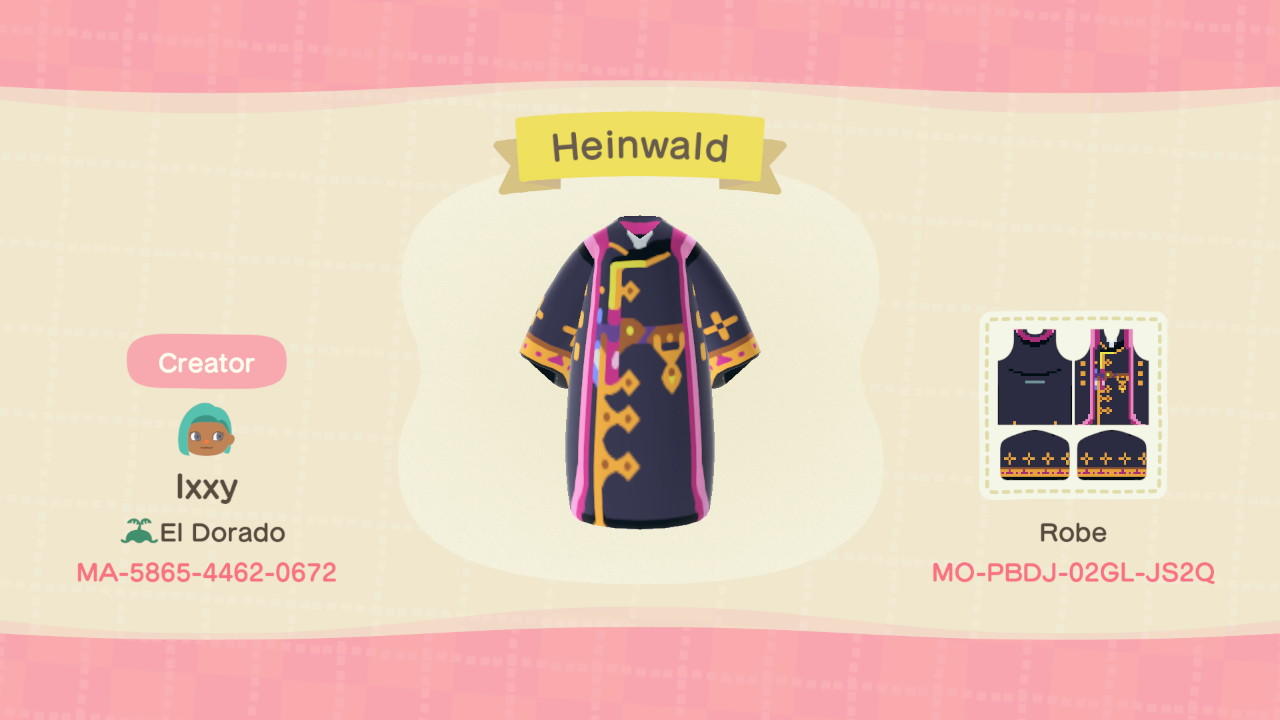 Heinwald
Creator
Ixxy
El Dorado
MA-5865-4462-0672
Robe
MO-PBDJ-02GL-JS2Q